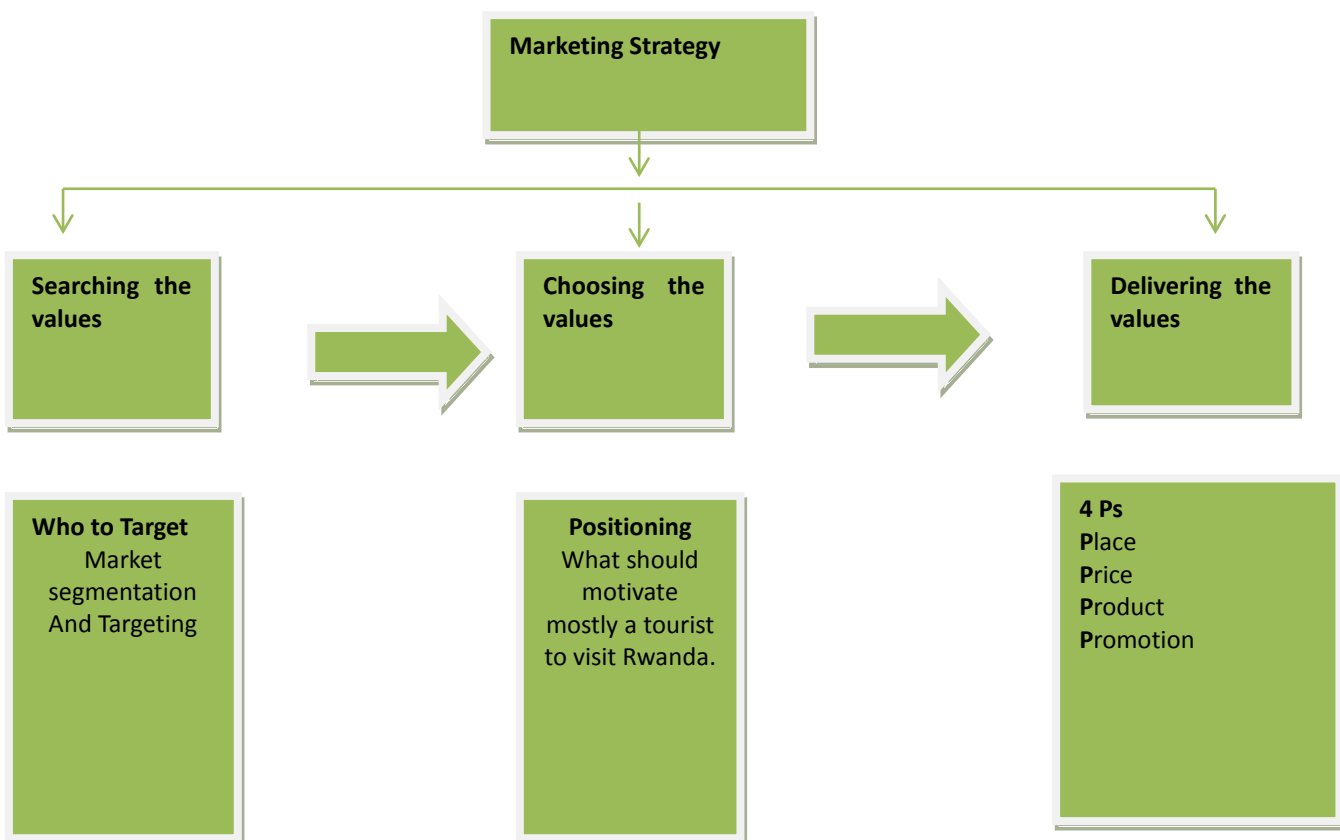 Marketing Strategy
Searching the
values
Choosing the
values
Delivering the
values
Who to Target
Market
segmentation
And Targeting
Positioning
What should
motivate
mostly a tourist
to visit Rwanda.
4 Ps
Place
Price
Product
Promotion